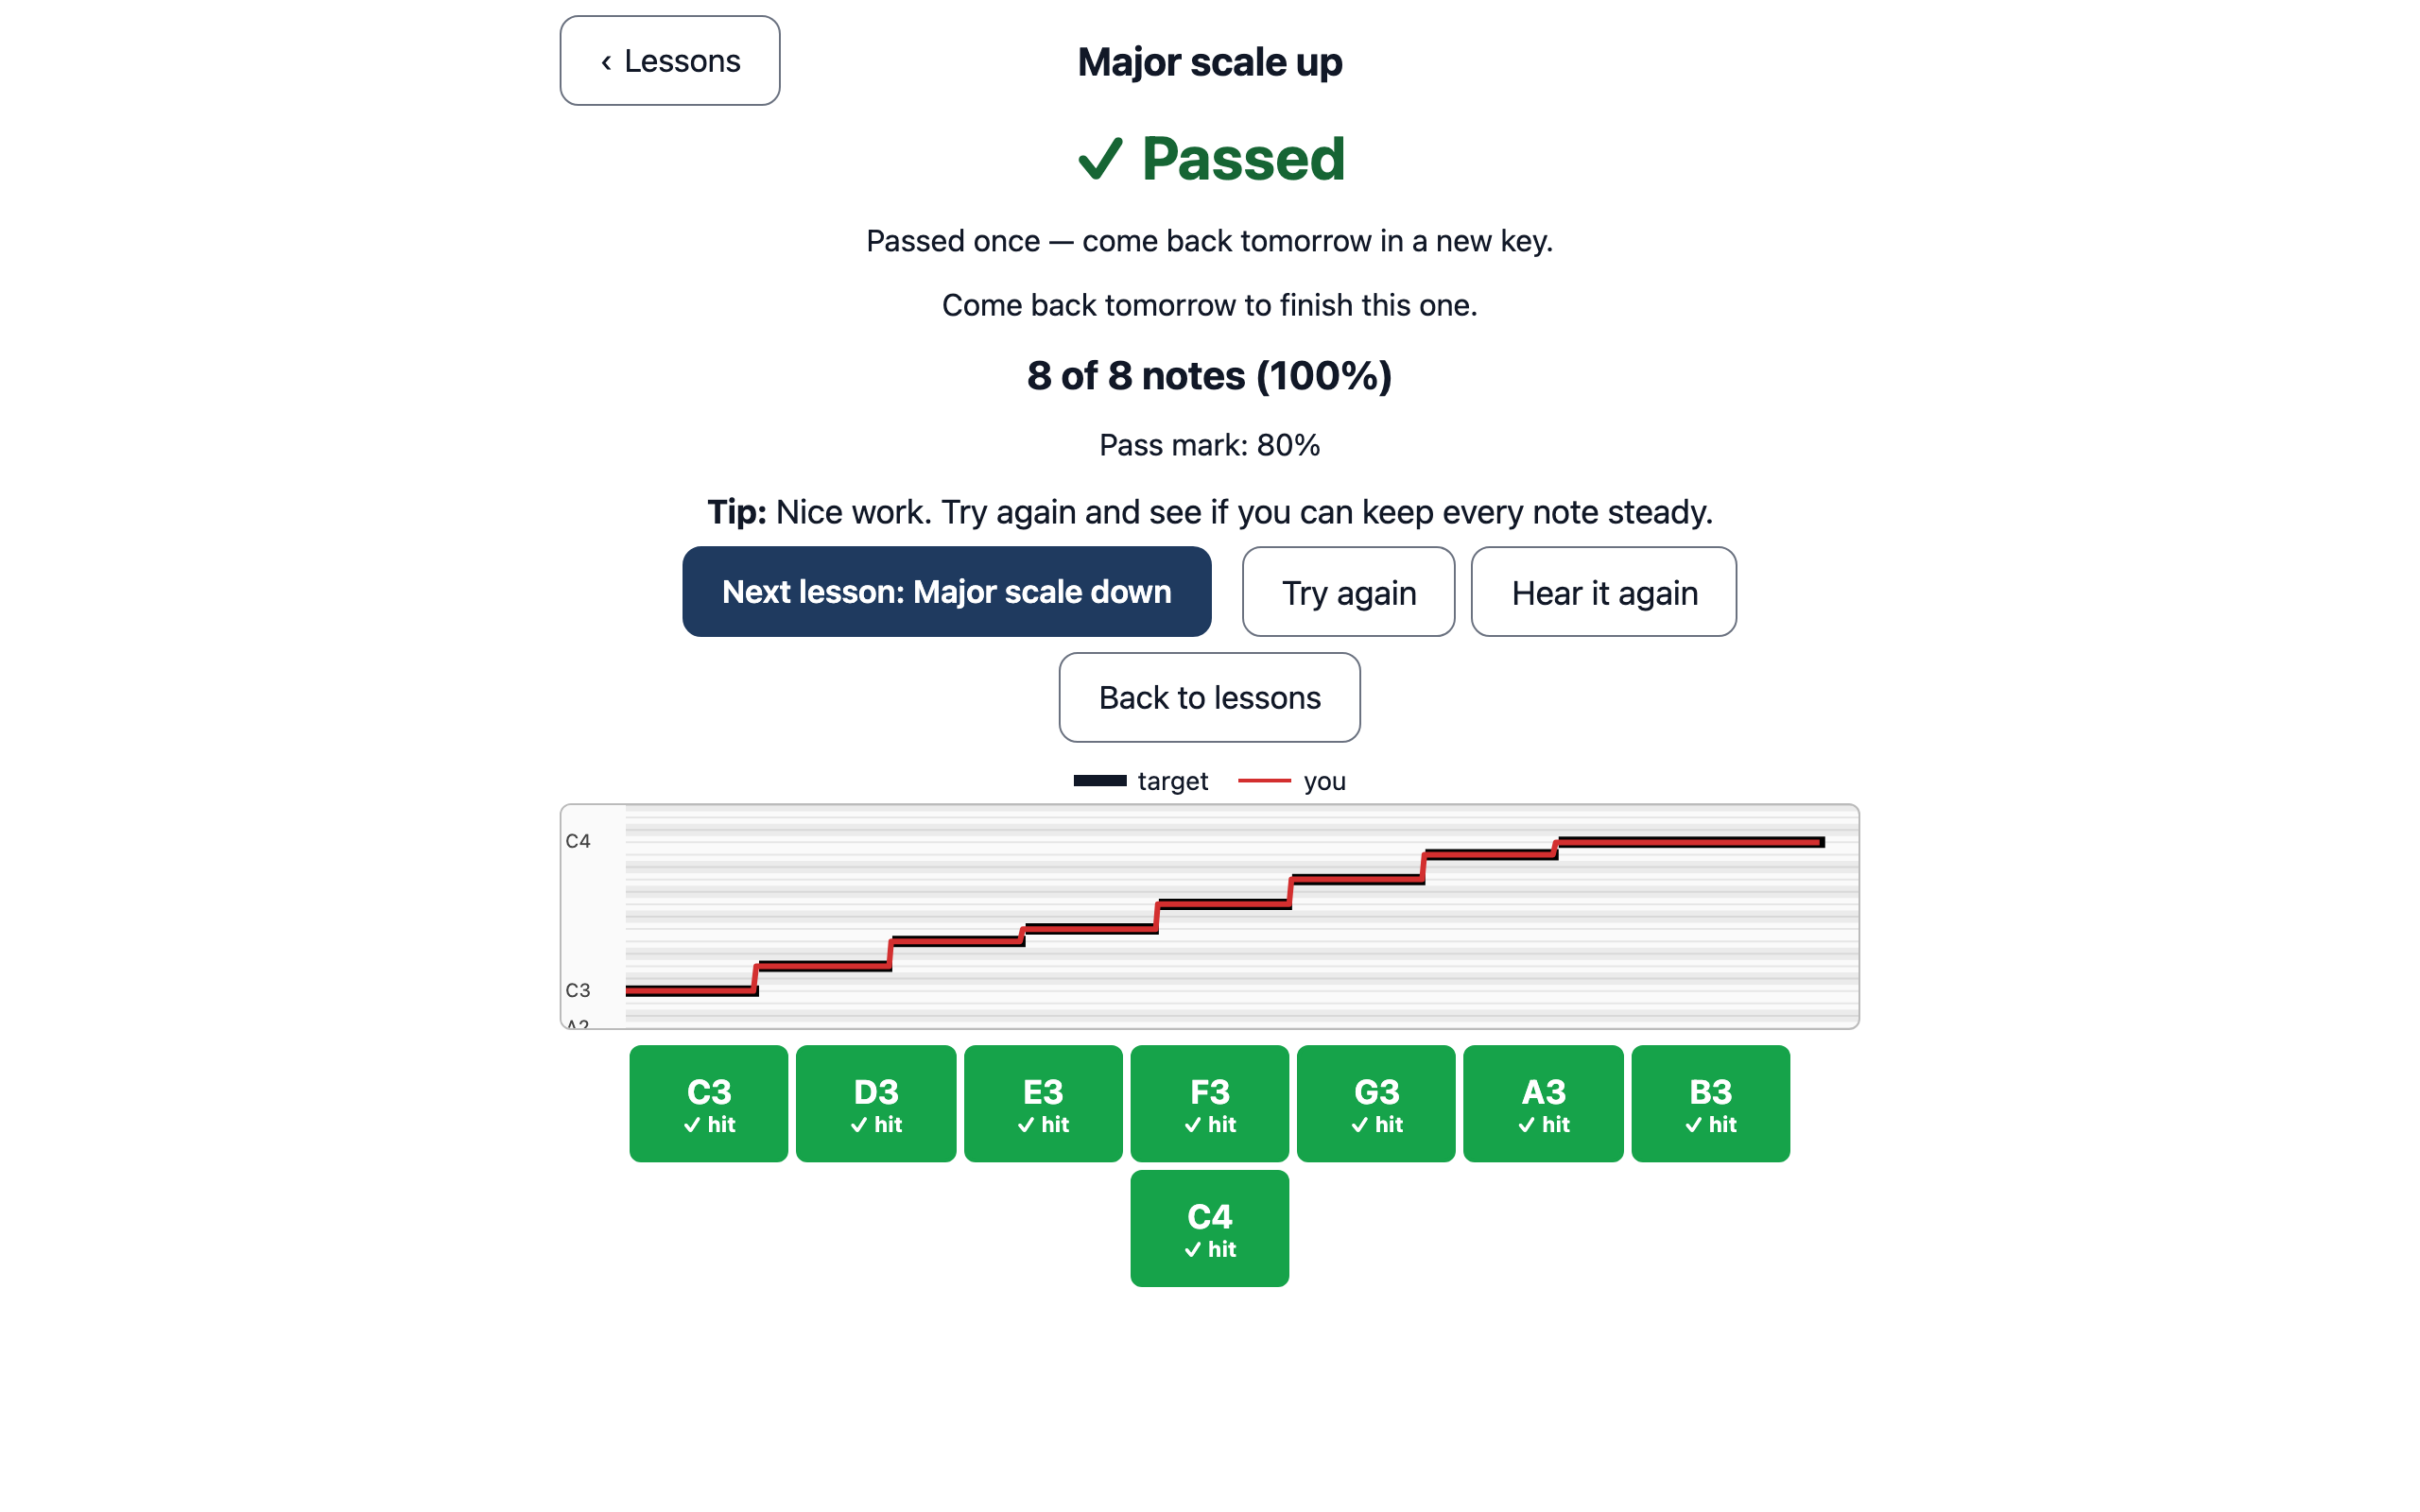 ‹ Lessons
Major scale up
✓ Passed
Passed once — come back tomorrow in a new key.
Come back tomorrow to finish this one.
8 of 8 notes (100%)
Pass mark: 80%
Tip: Nice work. Try again and see if you can keep every note steady.
Next lesson: Major scale down
Try again
Hear it again
Back to lessons
target
you
C4
C3
A2
C3
✓ hit
D3
✓ hit
E3
✓ hit
F3
✓ hit
G3
✓ hit
A3
✓ hit
B3
✓ hit
C4
✓ hit